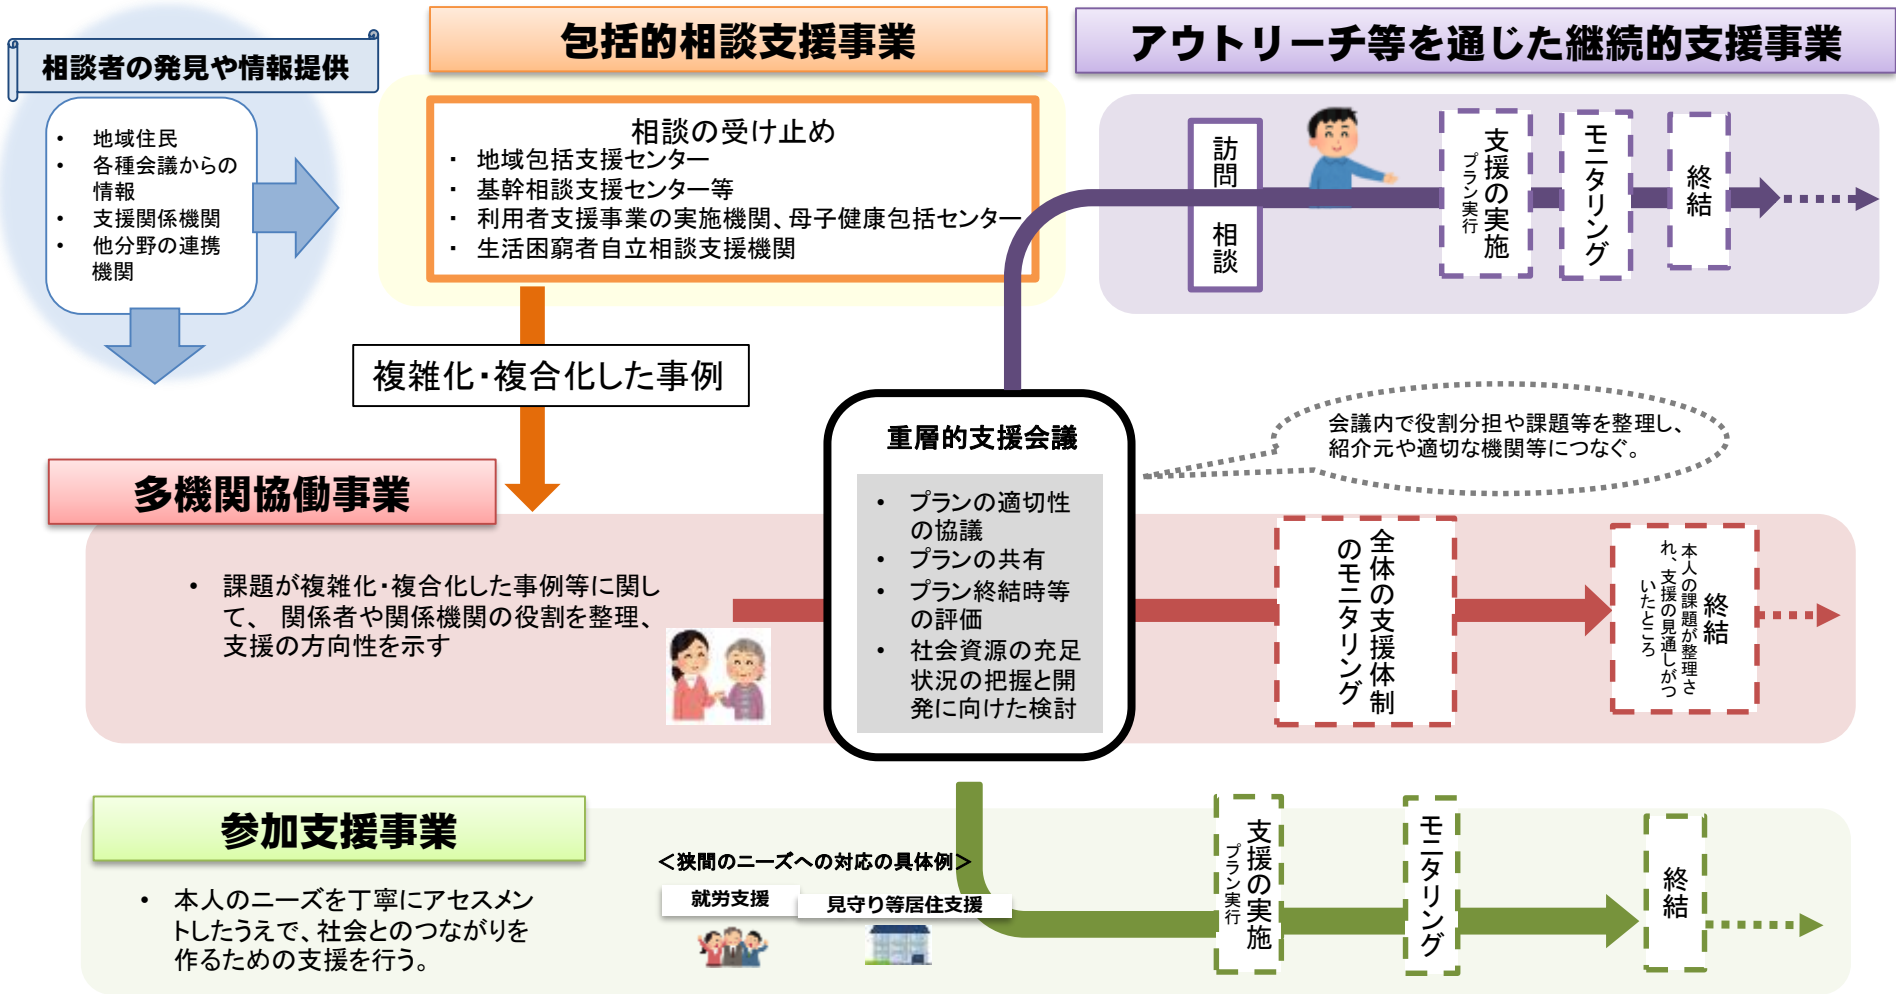 相談者の発見や情報提供
• 地域住民
• 各種会議からの
情報
• 支援関係機関
• 他分野の連携
機関
包括的相談支援事業
相談の受け止め
・ 地域包括支援センター
・ 基幹相談支援センター等
・ 利用者支援事業の実施機関、母子健康包括センター
・ 生活困窮者自立相談支援機関
アウトリーチ等を通じた継続的支援事業
訪問 相談
支援の実施
プラン実行
モニタリング
終結
複雑化・複合化した事例
重層的支援会議
• プランの適切性
の協議
• プランの共有
• プラン終結時等
の評価
• 社会資源の充足
状況の把握と開
発に向けた検討
会議内で役割分担や課題等を整理し、
紹介元や適切な機関等につなぐ。
多機関協働事業
• 課題が複雑化・複合化した事例等に関し
て、 関係者や関係機関の役割を整理、
支援の方向性を示す
全体の支援体制
のモニタリング
終結
本人の課題が整理さ
れ、支援の見通しがつ
いたところ
参加支援事業
• 本人のニーズを丁寧にアセスメン
トしたうえで、社会とのつながりを
作るための支援を行う。
＜狭間のニーズへの対応の具体例＞
就労支援
見守り等居住支援
支援の実施
プラン実行
モニタリング
終結